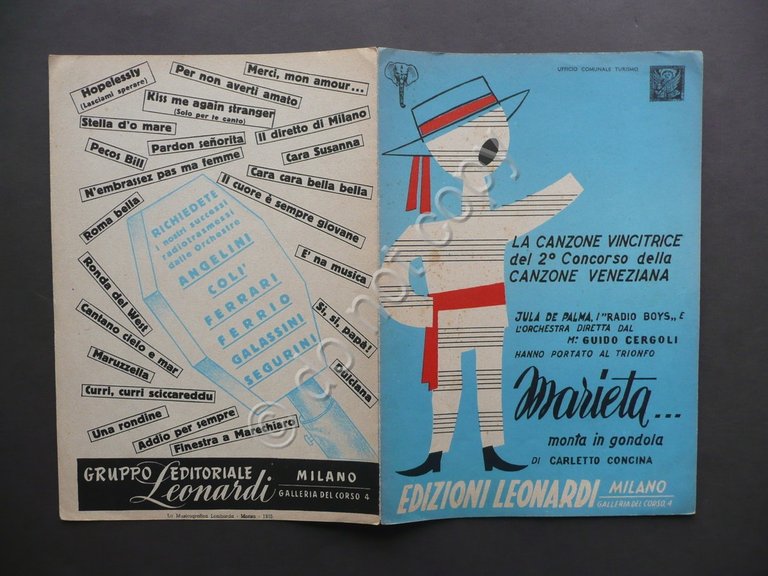 Hopelessly
(Lasciami sperare)
Per non averti amato
Merci, mon amour...
Kiss me again stranger
(Solo per te canto)
Stella d'o mare
Il diretto di Milano
Pardon señorita
Pecos Bill
Cara Susanna
N'embrassez pas ma femme
Cara cara bella bella
Il cuore è sempre giovane
Roma bella
E' na musica
Ronda del West
Si, si, papà!
Cantano cielo e mar
Maruzzella
Dulciana
Curri, curri sciccareddu
Una rondine
Addio per sempre
Finestra a Marechiaro
RICHIEDETE
i nostri successi
radiotrasmessi
dalle Orchestre
ANGELINI
COLI'
FERRARI
FERRIO
GALASSINI
SEGURINI
GRUPPO EDITORIALE
Leonardi
MILANO
GALLERIA DEL CORSO 4
UFFICIO COMUNALE TURISMO
LA CANZONE VINCITRICE
del 2° Concorso della
CANZONE VENEZIANA
JULA DE PALMA, I "RADIO BOYS,, E
L'ORCHESTRA DIRETTA DAL
M° GUIDO CERGOLI
HANNO PORTATO AL TRIONFO
Marieta...
monta in gondola
DI CARLETTO CONCINA
EDIZIONI LEONARDI
MILANO
GALLERIA DEL CORSO, 4
© do not copy